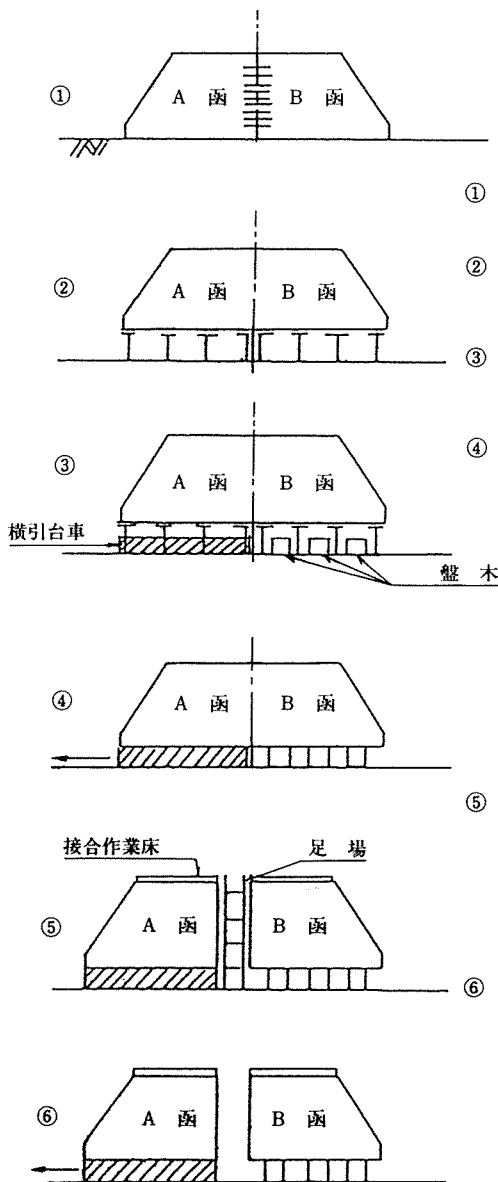 ① A 函 B 函
①
② A 函 B 函
②
③
③ A 函 B 函
④
横引台車
盤 木
④ A 函 B 函
⑤
接合作業床 足 場
⑤ A 函 B 函
⑥
⑥ A 函 B 函